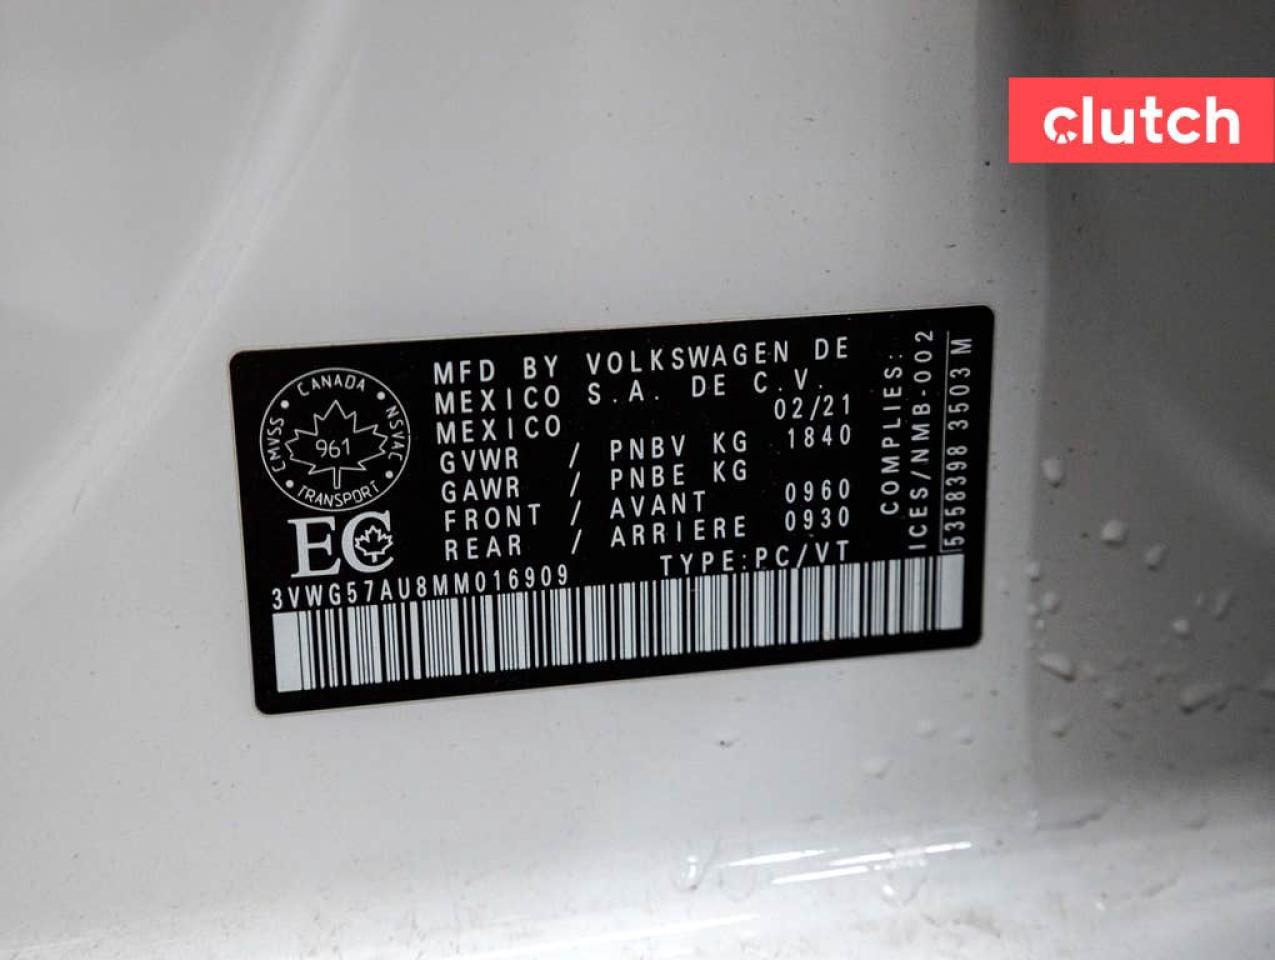 clutch
CANADA
CMVSS
NSVAC
961
TRANSPORT
EC
MFD BY VOLKSWAGEN DE
MEXICO S.A. DE C.V.
MEXICO 02/21
GVWR / PNBV KG 1840
GAWR / PNBE KG
FRONT / AVANT 0960
REAR / ARRIERE 0930
TYPE:PC/VT
3VWG57AU8MM016909
COMPLIES:
ICES/NMB-002
5358398 3503 M